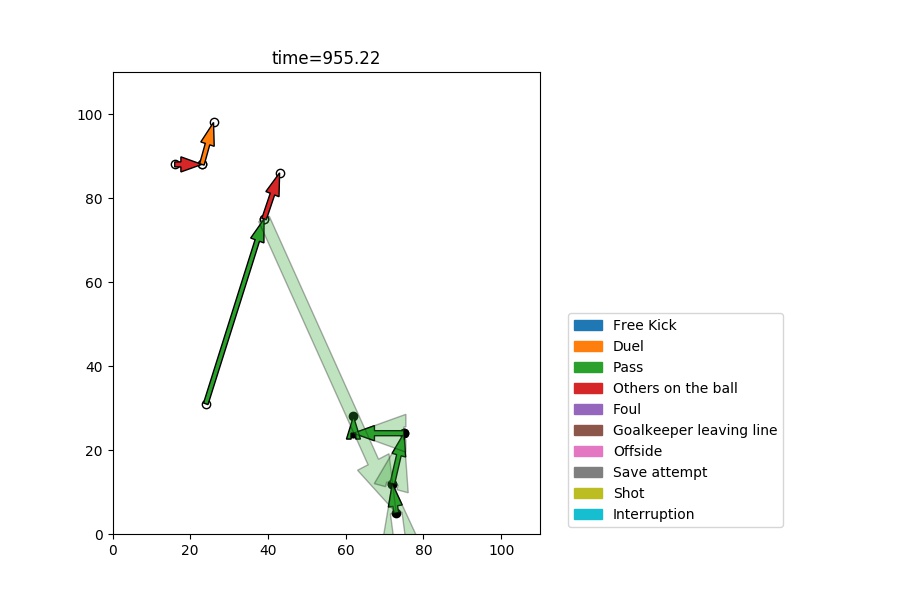 time=955.22
100
80
60
40
20
0
0 20 40 60 80 100
Free Kick
Duel
Pass
Others on the ball
Foul
Goalkeeper leaving line
Offside
Save attempt
Shot
Interruption